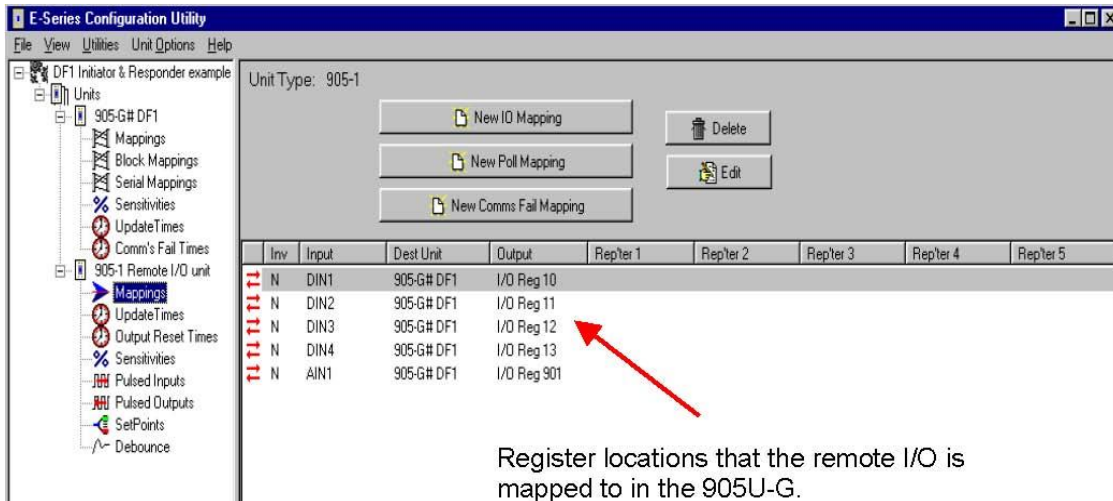 E-Series Configuration Utility
File View Utilities Unit Options Help
DF1 Initiator & Responder example
Units
905-G# DF1
Mappings
Block Mappings
Serial Mappings
Sensitivities
UpdateTimes
Comm's Fail Times
905-1 Remote I/O unit
Mappings
UpdateTimes
Output Reset Times
Sensitivities
Pulsed Inputs
Pulsed Outputs
SetPoints
Debounce
Unit Type: 905-1
New IO Mapping
New Poll Mapping
New Comms Fail Mapping
Delete
Edit
Inv Input Dest Unit Output Rep'ter 1 Rep'ter 2 Rep'ter 3 Rep'ter 4 Rep'ter 5
N DIN1 905-G# DF1 I/O Reg 10
N DIN2 905-G# DF1 I/O Reg 11
N DIN3 905-G# DF1 I/O Reg 12
N DIN4 905-G# DF1 I/O Reg 13
N AIN1 905-G# DF1 I/O Reg 901
Register locations that the remote I/O is
mapped to in the 905U-G.